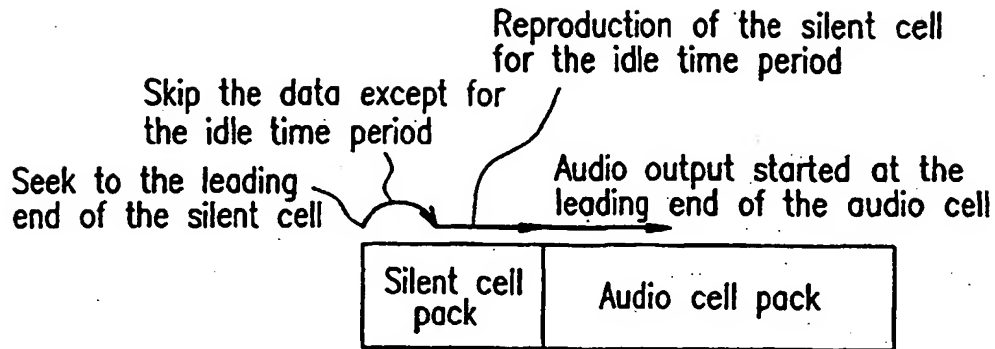 Reproduction of the silent cell
for the idle time period
Skip the data except for
the idle time period
Seek to the leading
end of the silent cell
Audio output started at the
leading end of the audio cell
Silent cell
pack
Audio cell pack